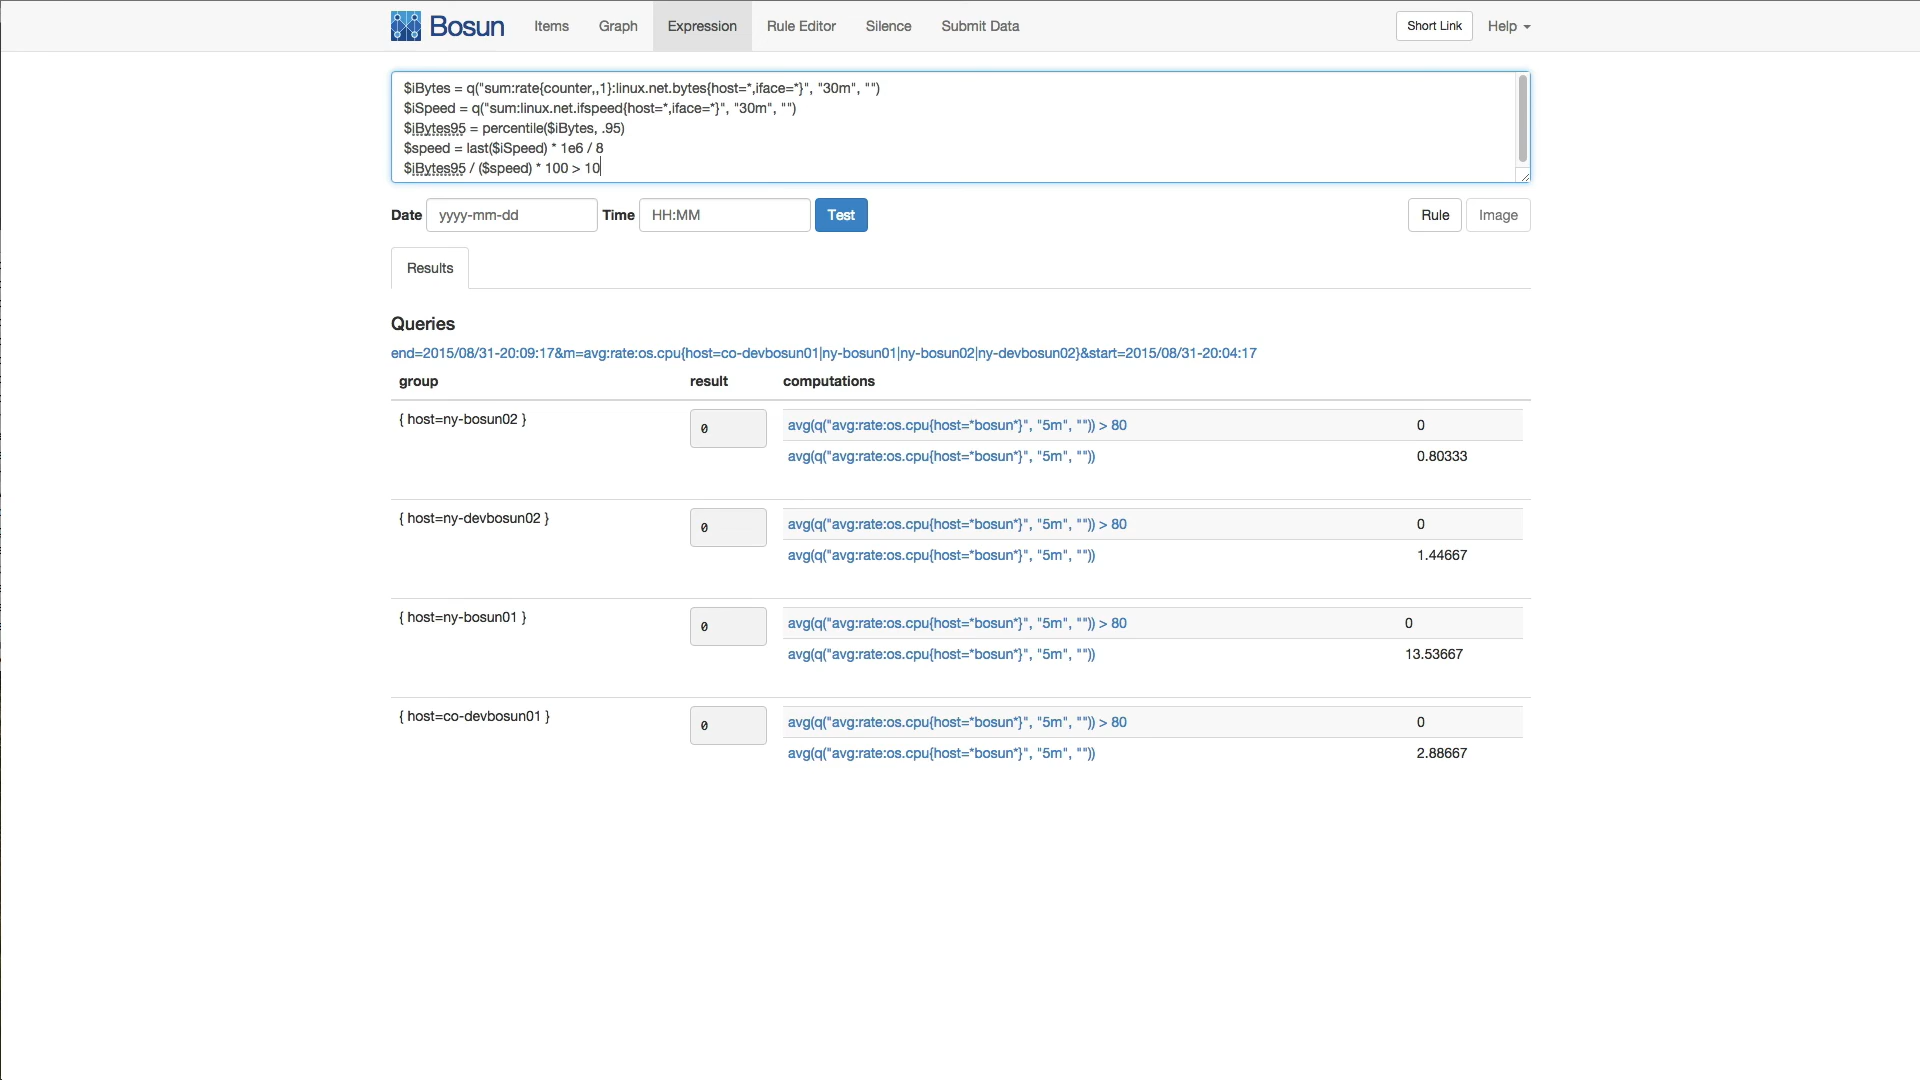 Bosun Items Graph Expression Rule Editor Silence Submit Data Short Link Help
$iBytes = q("sum:rate{counter,,1}:linux.net.bytes{host=*,iface=*}", "30m", "")
$iSpeed = q("sum:linux.net.ifspeed{host=*,iface=*}", "30m", "")
$iBytes95 = percentile($iBytes, .95)
$speed = last($iSpeed) * 1e6 / 8
$iBytes95 / ($speed) * 100 > 10
Date yyyy-mm-dd Time HH:MM Test Rule Image
Results
Queries
end=2015/08/31-20:09:17&m=avg:rate:os.cpu{host=co-devbosun01|ny-bosun01|ny-bosun02|ny-devbosun02}&start=2015/08/31-20:04:17
group result computations
{ host=ny-bosun02 } 0 avg(q("avg:rate:os.cpu{host=*bosun*}", "5m", "")) > 80 0
avg(q("avg:rate:os.cpu{host=*bosun*}", "5m", "")) 0.80333
{ host=ny-devbosun02 } 0 avg(q("avg:rate:os.cpu{host=*bosun*}", "5m", "")) > 80 0
avg(q("avg:rate:os.cpu{host=*bosun*}", "5m", "")) 1.44667
{ host=ny-bosun01 } 0 avg(q("avg:rate:os.cpu{host=*bosun*}", "5m", "")) > 80 0
avg(q("avg:rate:os.cpu{host=*bosun*}", "5m", "")) 13.53667
{ host=co-devbosun01 } 0 avg(q("avg:rate:os.cpu{host=*bosun*}", "5m", "")) > 80 0
avg(q("avg:rate:os.cpu{host=*bosun*}", "5m", "")) 2.88667